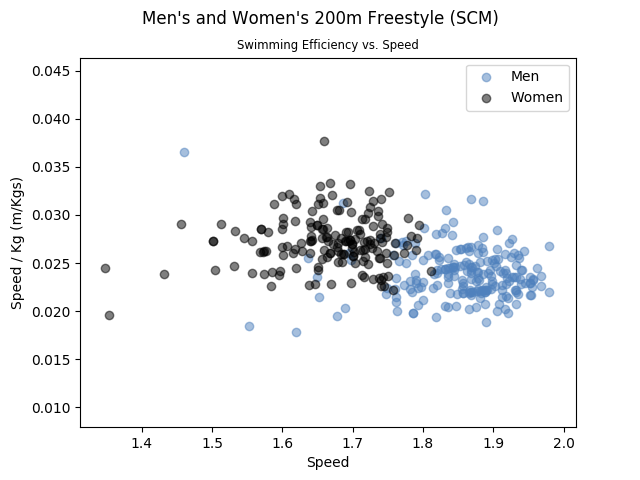 Men's and Women's 200m Freestyle (SCM)
Swimming Efficiency vs. Speed
Men
Women
0.045
0.040
0.035
0.030
0.025
0.020
0.015
0.010
Speed / Kg (m/Kgs)
1.4 1.5 1.6 1.7 1.8 1.9 2.0
Speed